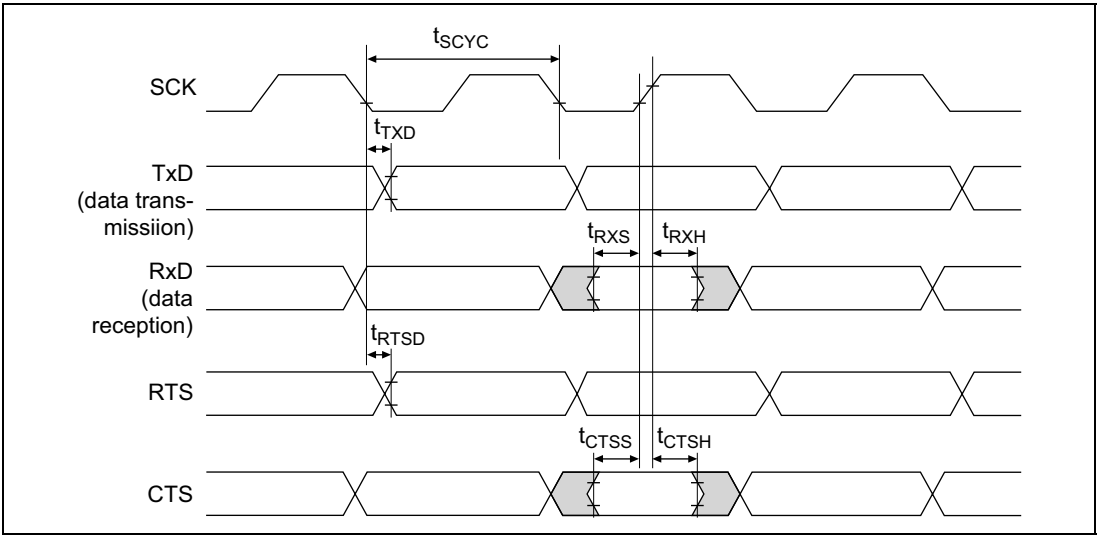 tSCYC
SCK
tTXD
TxD
(data trans-
missiion)
tRXS
tRXH
RxD
(data
reception)
tRTSD
RTS
tCTSS
tCTSH
CTS